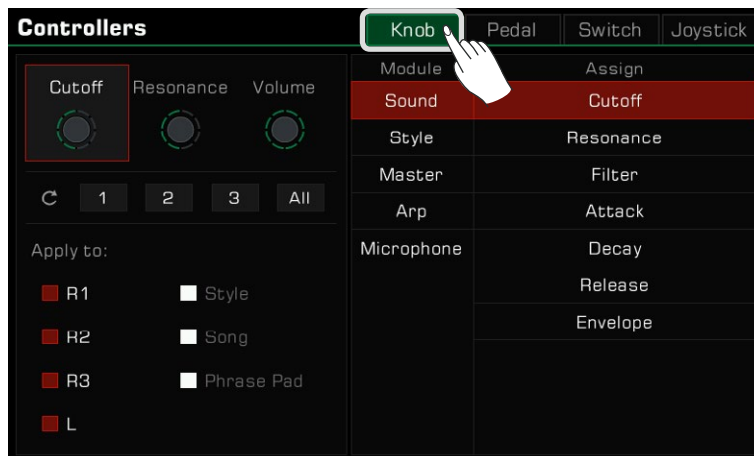 Controllers
Knob Pedal Switch Joystick
Cutoff Resonance Volume
1 2 3 All
Apply to:
R1 Style
R2 Song
R3 Phrase Pad
L
Module Assign
Sound Cutoff
Style Resonance
Master Filter
Arp Attack
Microphone Decay
Release
Envelope